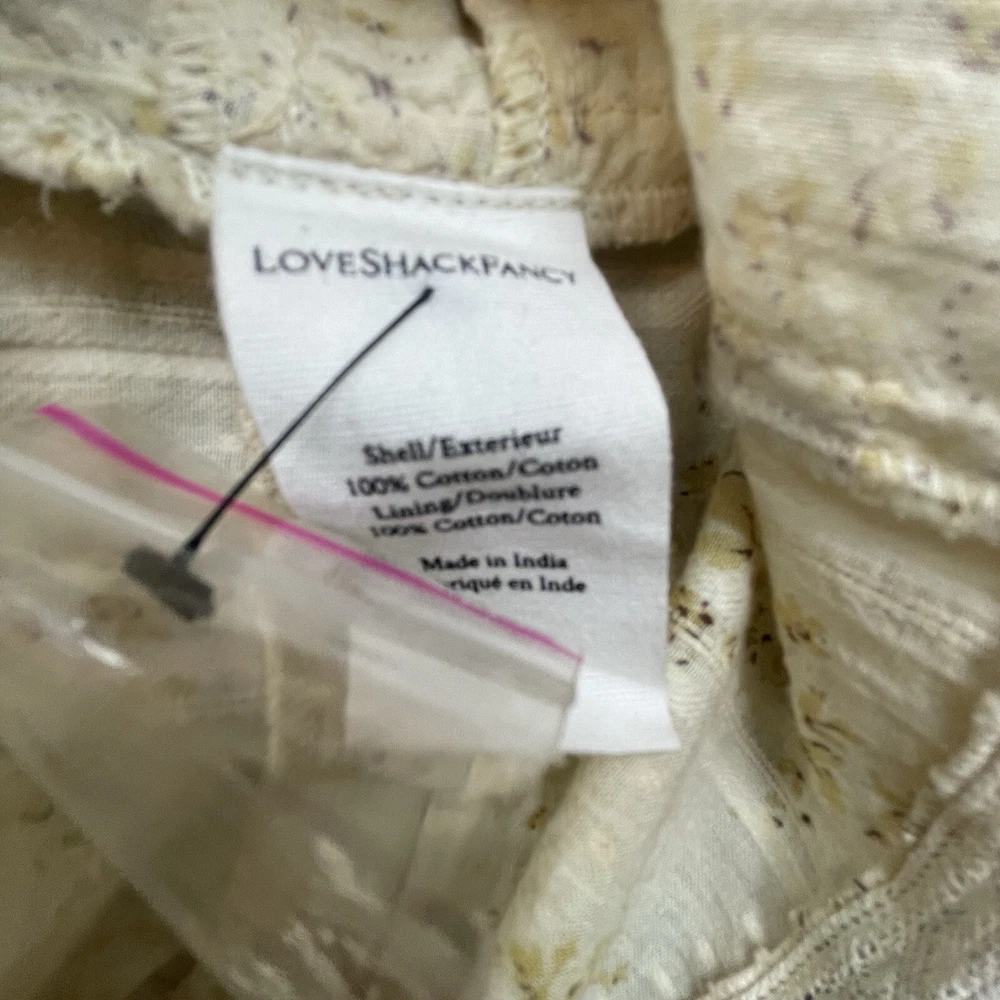 LOVESHACKFANCY
Shell/Exterieur
100% Cotton/Coton
Lining/Doublure
100% Cotton/Coton
Made in India
riqué en Inde